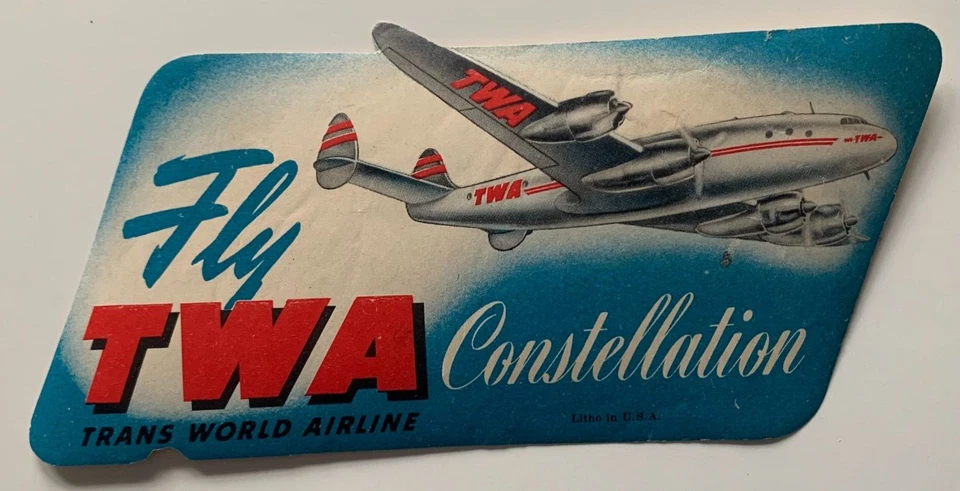 TWA
TWA
TWA
Fly
TWA
Constellation
TRANS WORLD AIRLINE
Litho in U.S.A.